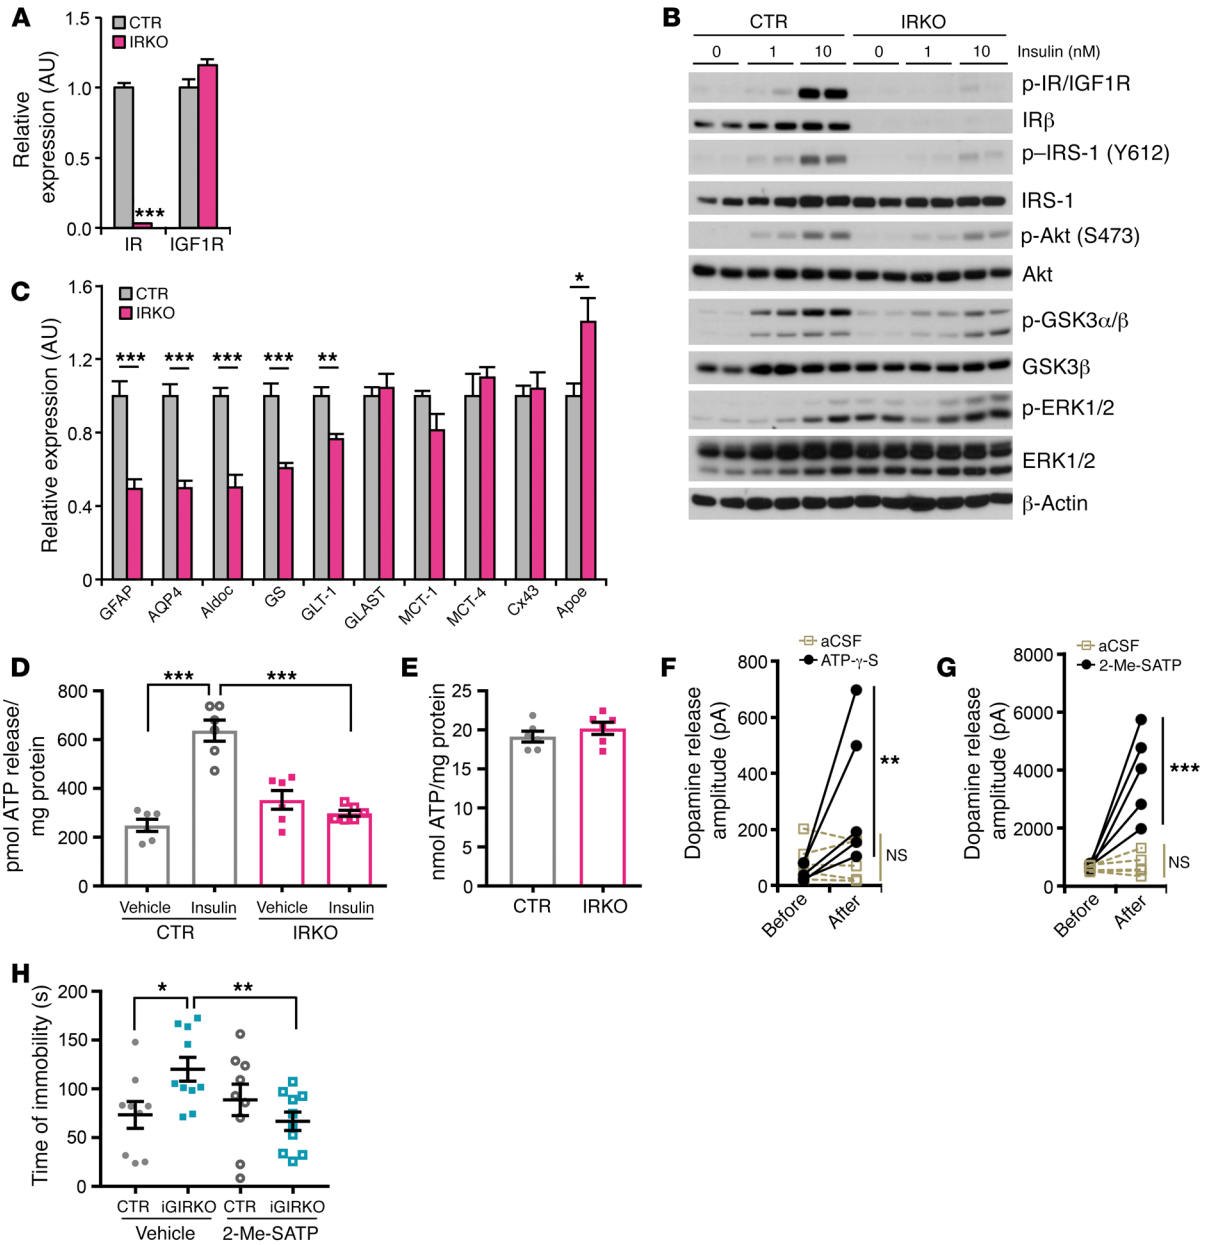 A
CTR
IRKO
Relative
expression (AU)
1.5
1.0
0.5
0.0
***
IR
IGF1R
B
CTR
IRKO
0
1
10
0
1
10
Insulin (nM)
p-IR/IGF1R
IRβ
p–IRS-1 (Y612)
IRS-1
p-Akt (S473)
Akt
p-GSK3α/β
GSK3β
p-ERK1/2
ERK1/2
β-Actin
C
CTR
IRKO
Relative expression (AU)
1.6
1.2
0.8
0.4
0
***
***
***
***
**
*
GFAP
AQP4
Aldoc
GS
GLT-1
GLAST
MCT-1
MCT-4
Cx43
Apoe
D
pmol ATP release/
mg protein
800
600
400
200
0
***
***
Vehicle
Insulin
Vehicle
Insulin
CTR
IRKO
E
nmol ATP/mg protein
25
20
15
10
5
0
CTR
IRKO
F
aCSF
ATP-γ-S
Dopamine release
amplitude (pA)
800
600
400
200
0
**
NS
Before
After
G
aCSF
2-Me-SATP
Dopamine release
amplitude (pA)
8000
6000
4000
2000
0
***
NS
Before
After
H
Time of immobility (s)
200
150
100
50
0
*
**
CTR
iGIRKO
CTR
iGIRKO
Vehicle
2-Me-SATP